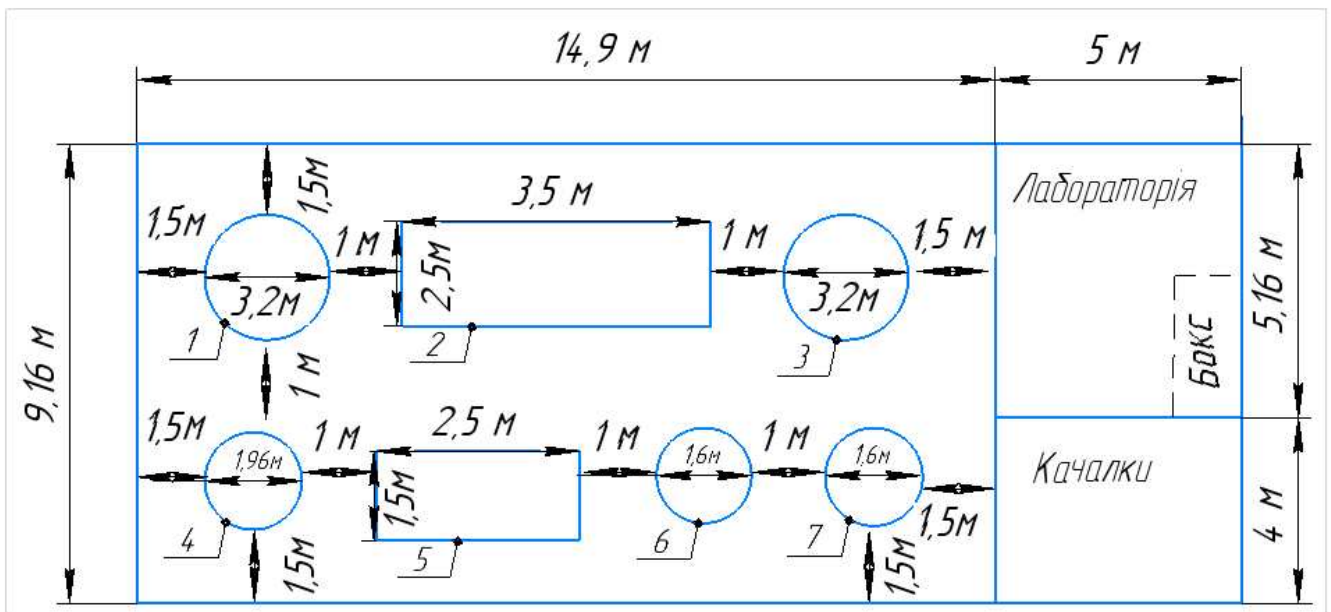 14,9 м
5 м
1,5м
3,5 м
Лабораторія
1,5м
1 м
2,5м
1 м
1,5 м
3,2м
3,2м
5,16 м
1
2
3
Бокс
9,16 м
1 м
1,5м
1 м
2,5 м
1 м
1 м
1,96м
1,6м
1,6м
Качалки
1,5м
4
5
6
7
1,5м
4 м
1,5м
1,5м